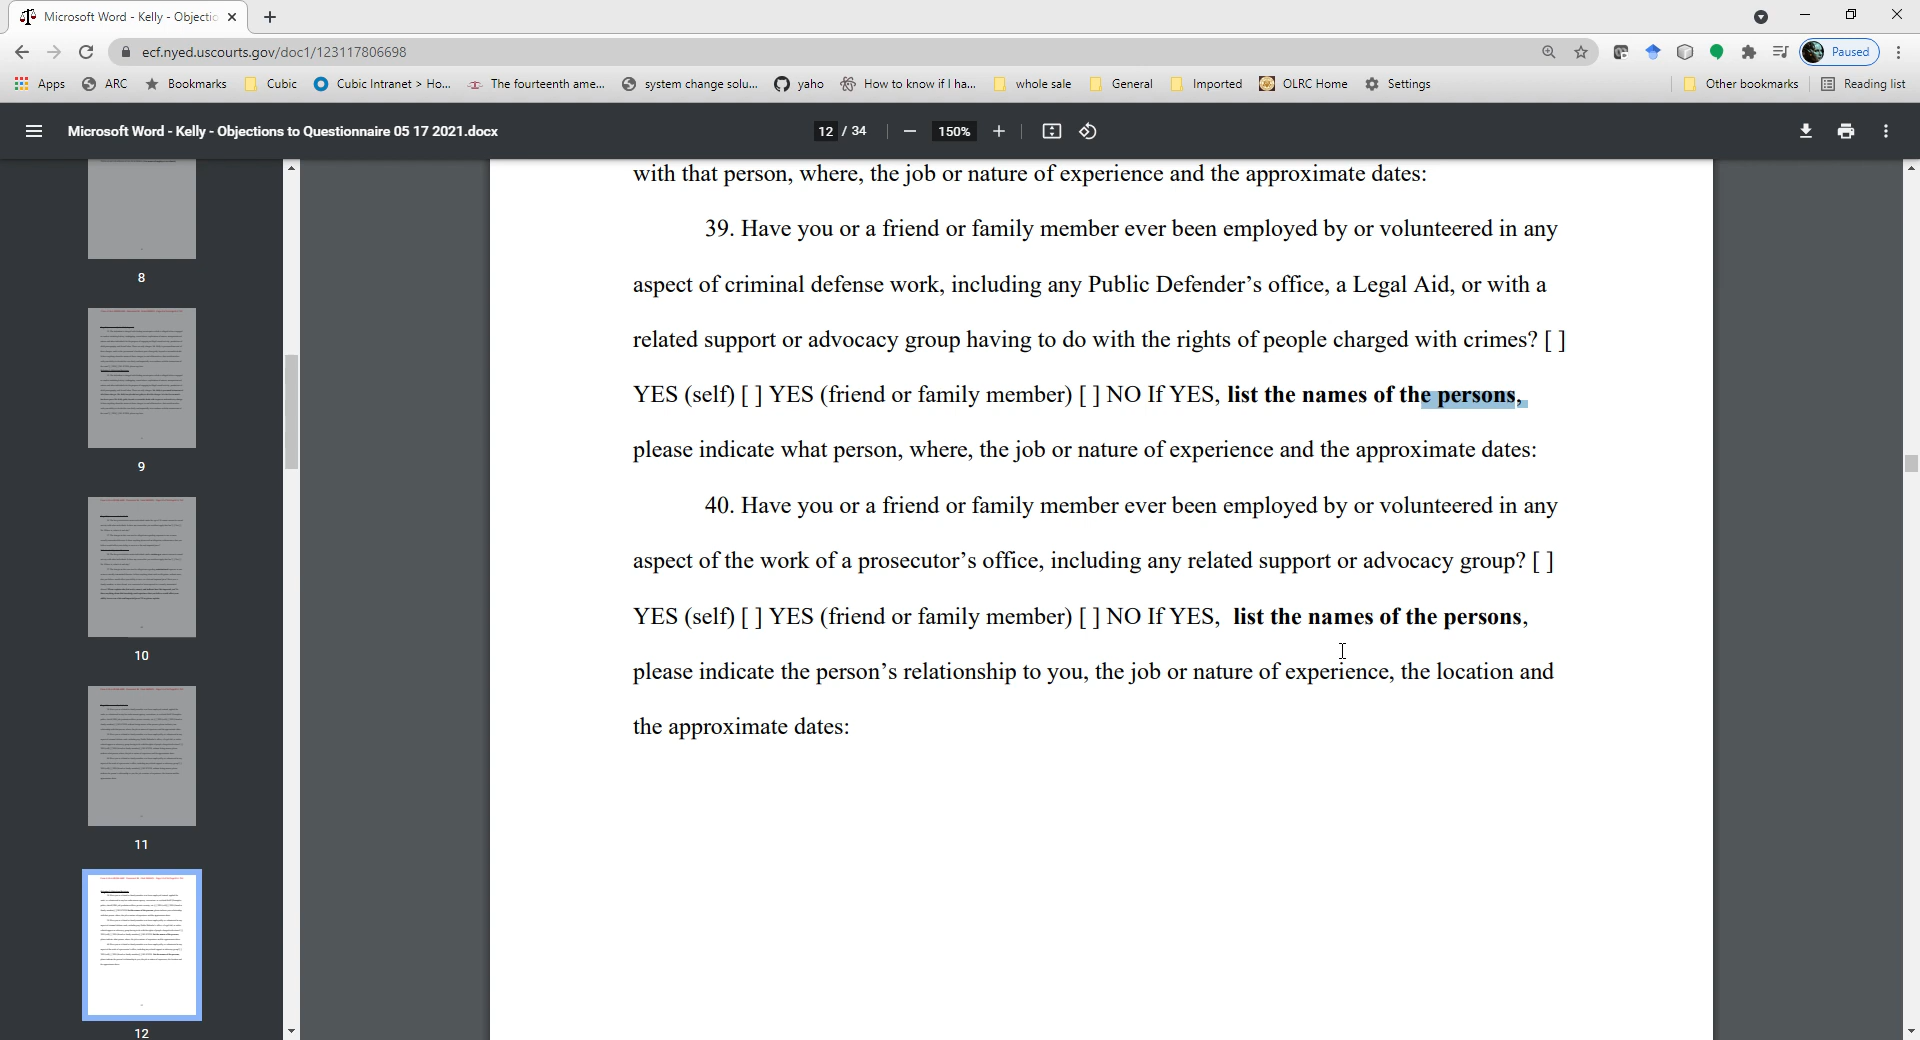 Microsoft Word - Kelly - Objectio
ecf.nyed.uscourts.gov/doc1/123117806698
Paused
Apps ARC Bookmarks Cubic Cubic Intranet > Ho... The fourteenth ame... system change solu... yaho How to know if I ha... whole sale General Imported OLRC Home Settings Other bookmarks Reading list
Microsoft Word - Kelly - Objections to Questionnaire 05 17 2021.docx 12 / 34 150%
8
9
10
11
12
with that person, where, the job or nature of experience and the approximate dates:
39. Have you or a friend or family member ever been employed by or volunteered in any
aspect of criminal defense work, including any Public Defender’s office, a Legal Aid, or with a
related support or advocacy group having to do with the rights of people charged with crimes? [ ]
YES (self) [ ] YES (friend or family member) [ ] NO If YES, list the names of the persons,
please indicate what person, where, the job or nature of experience and the approximate dates:
40. Have you or a friend or family member ever been employed by or volunteered in any
aspect of the work of a prosecutor’s office, including any related support or advocacy group? [ ]
YES (self) [ ] YES (friend or family member) [ ] NO If YES, list the names of the persons,
please indicate the person’s relationship to you, the job or nature of experience, the location and
the approximate dates: